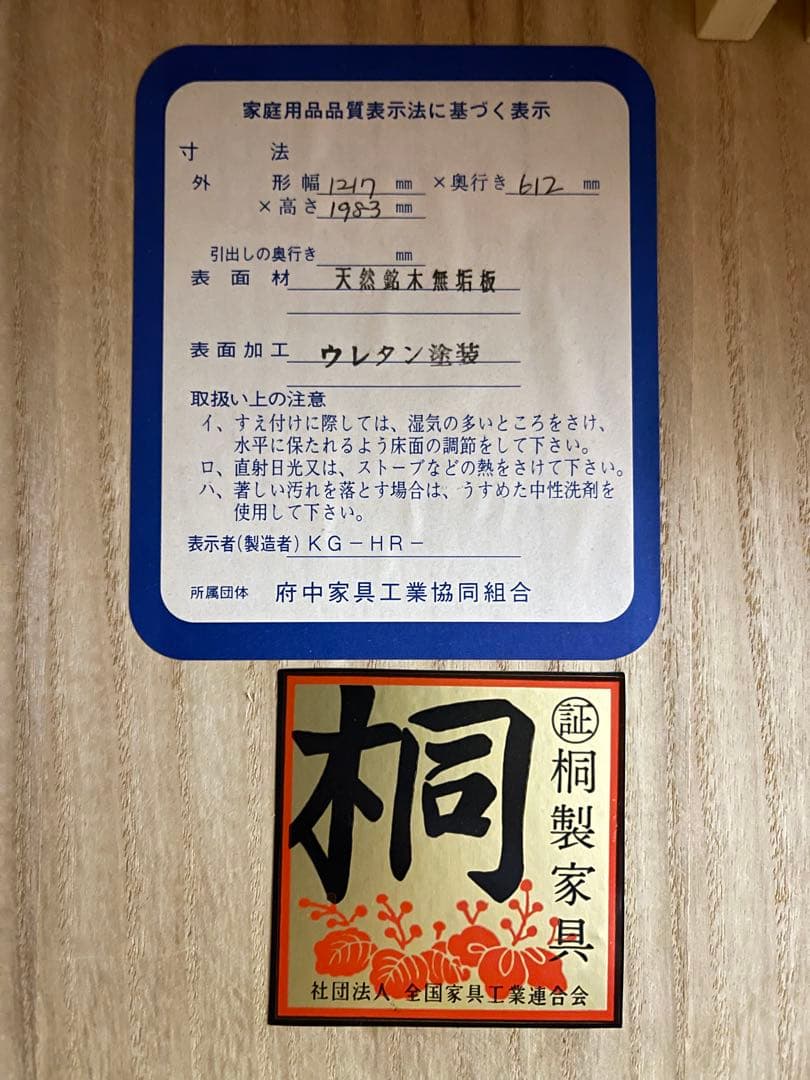 家庭用品品質表示法に基づく表示
寸 法
外 形 幅 1217 mm ×奥行き 612 mm
×高さ 1983 mm
引出しの奥行き mm
表面材 天然銘木無垢板
表面加工 ウレタン塗装
取扱い上の注意
イ、すえ付けに際しては、湿気の多いところをさけ、
水平に保たれるよう床面の調節をして下さい。
ロ、直射日光又は、ストーブなどの熱をさけて下さい。
ハ、著しい汚れを落とす場合は、うすめた中性洗剤を
使用して下さい。
表示者(製造者) KG-HR-
所属団体 府中家具工業協同組合
桐
証 桐製家具
社団法人 全国家具工業連合会